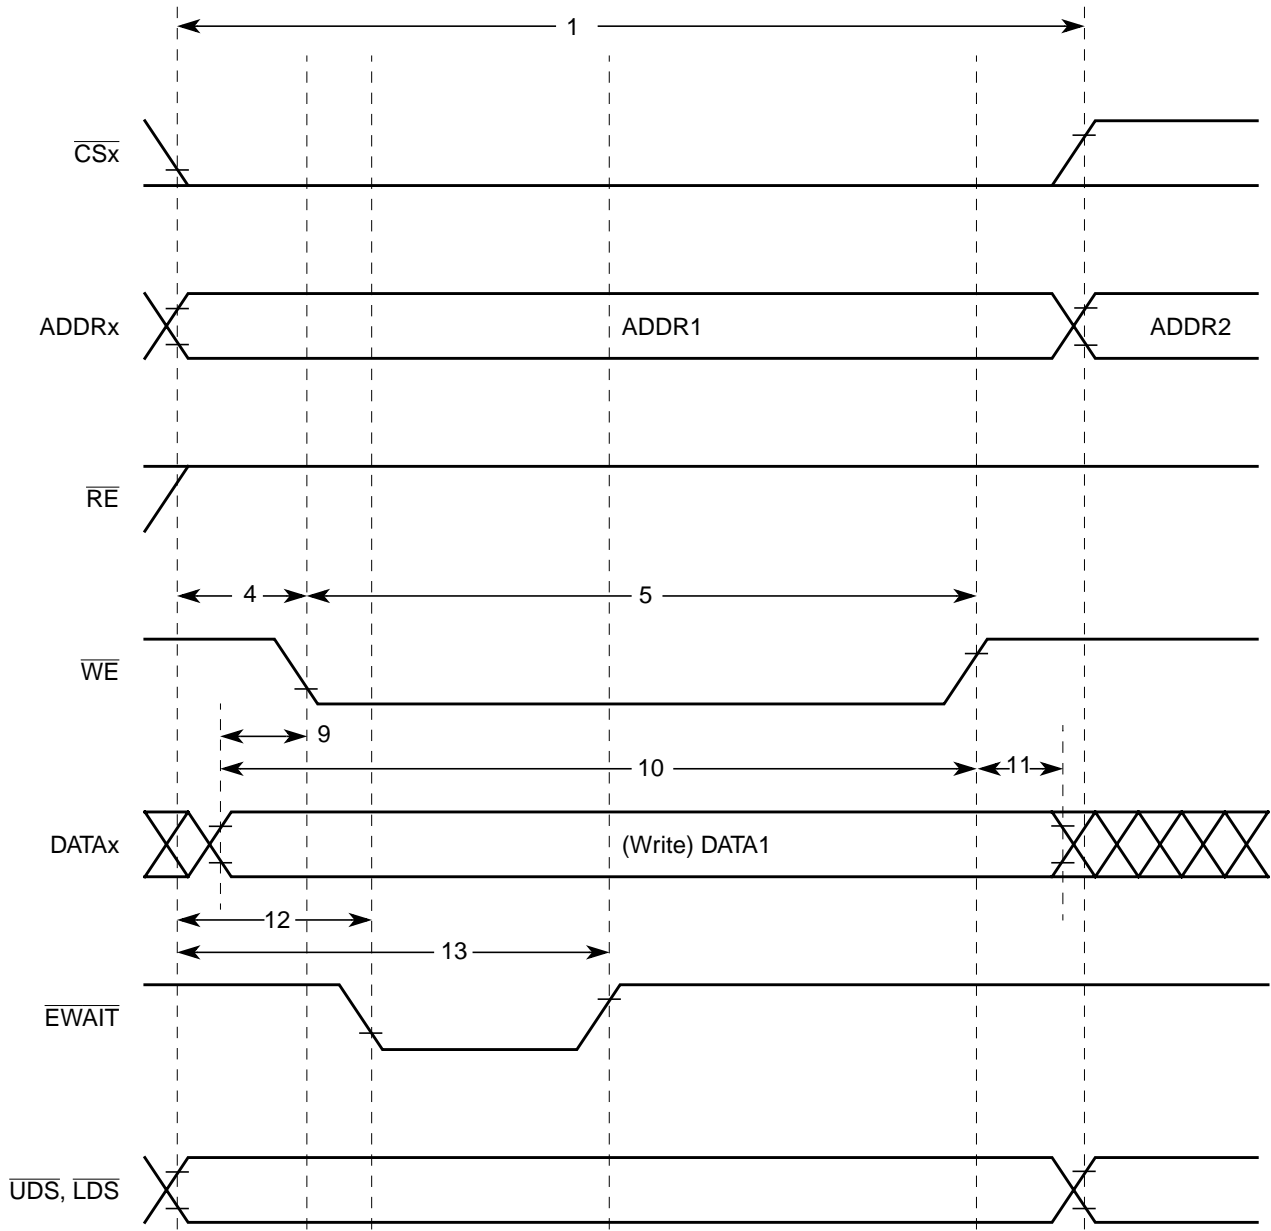 1
CSx
ADDRx
ADDR1
ADDR2
RE
4
5
WE
9
10
11
DATAx
(Write) DATA1
12
13
EWAIT
UDS, LDS